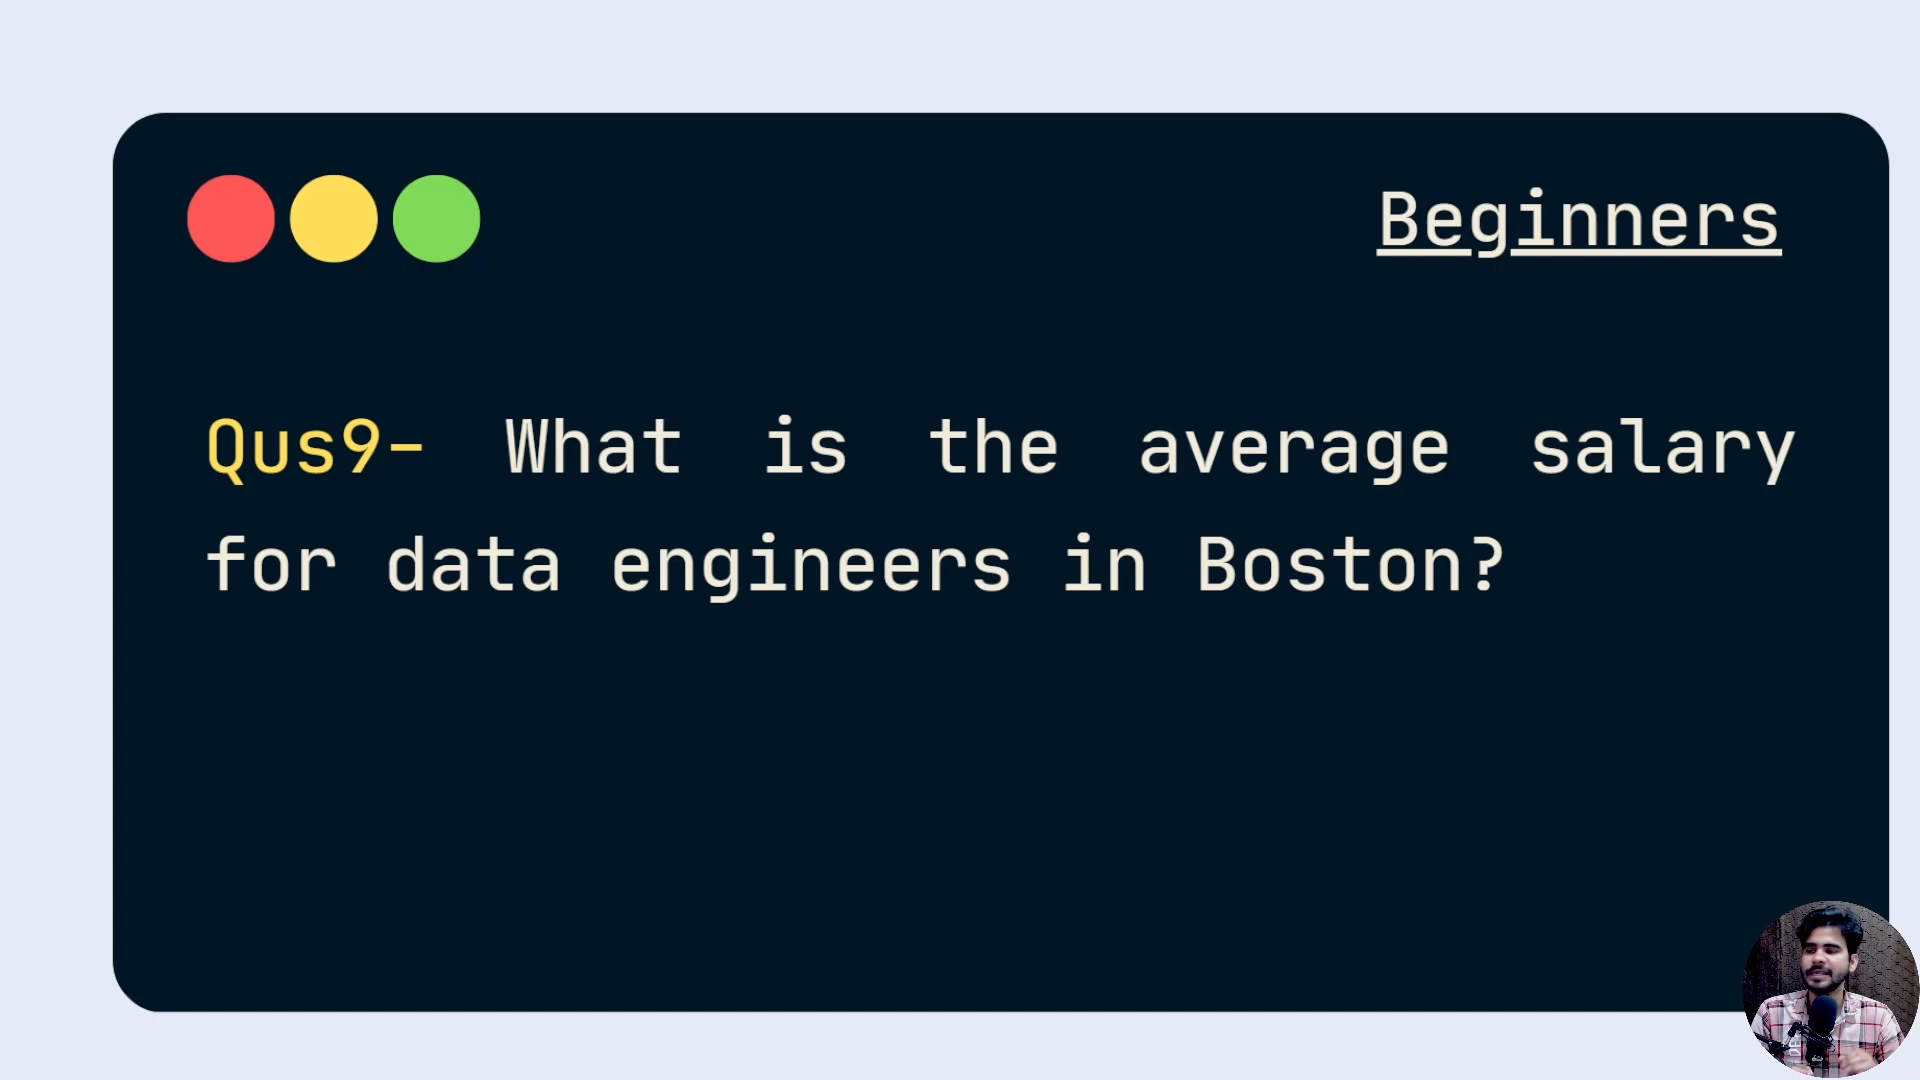 Beginners
Qus9- What is the average salary
for data engineers in Boston?